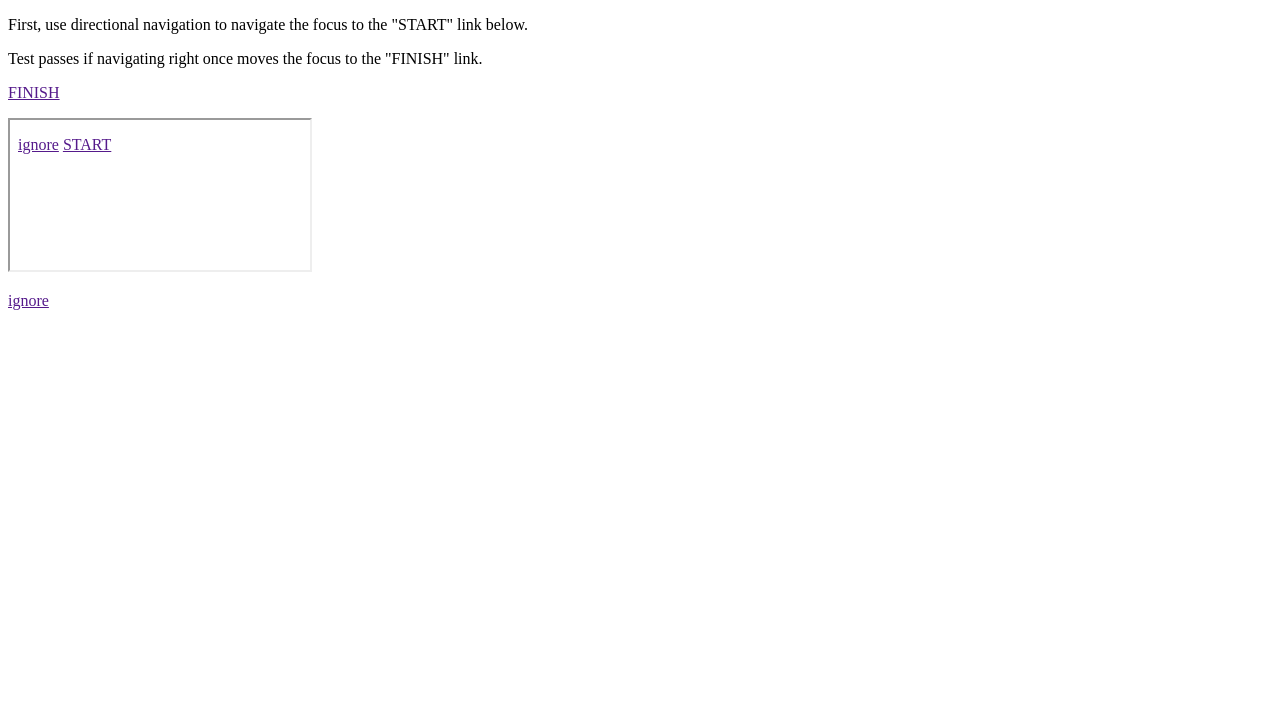 First, use directional navigation to navigate the focus to the "START" link below.
Test passes if navigating right once moves the focus to the "FINISH" link.
FINISH
ignore START
ignore